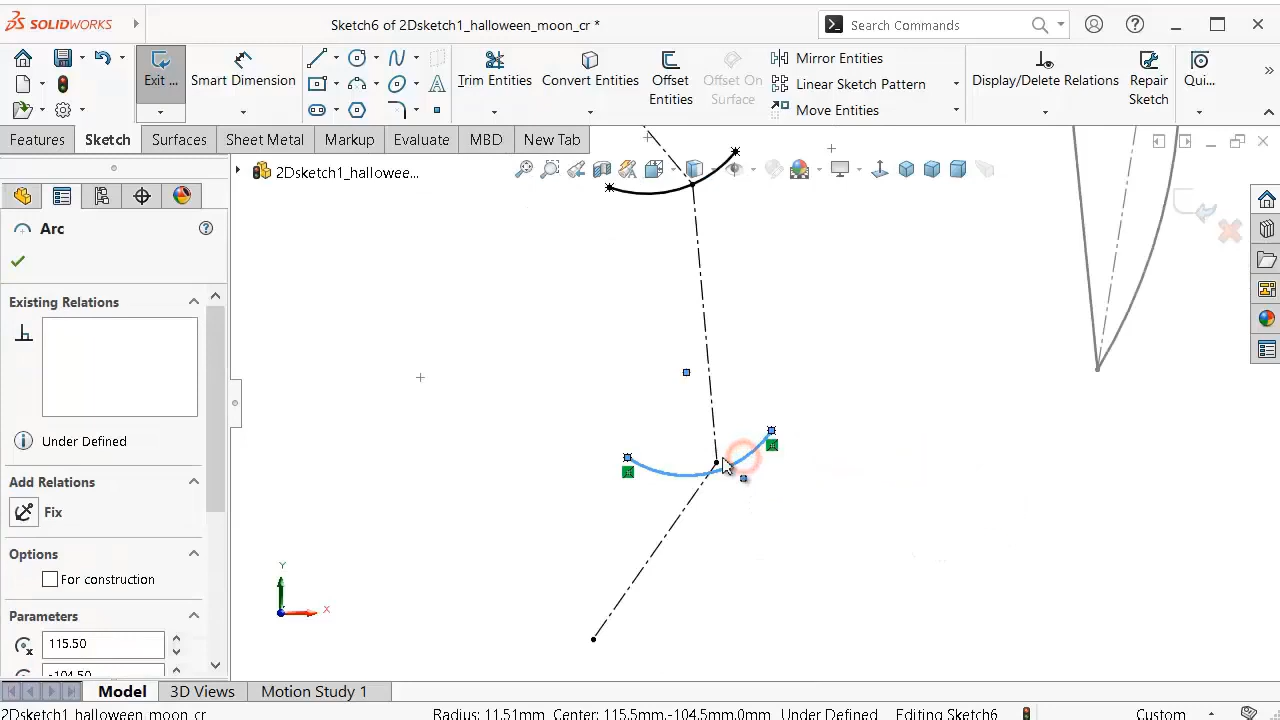 SOLIDWORKS
Sketch6 of 2Dsketch1_halloween_moon_cr *
Search Commands
Exit ...
Smart Dimension
Trim Entities
Convert Entities
Offset Entities
Offset On Surface
Mirror Entities
Linear Sketch Pattern
Move Entities
Display/Delete Relations
Repair Sketch
Qui...
Features
Sketch
Surfaces
Sheet Metal
Markup
Evaluate
MBD
New Tab
2Dsketch1_hallowee...
Arc
Existing Relations
Under Defined
Add Relations
Fix
Options
For construction
Parameters
115.50
-104.50
Y
X
Model
3D Views
Motion Study 1
2Dsketch1_halloween_moon_cr
Radius: 11.51mm
Center: 115.5mm,-104.5mm,0mm
Under Defined
Editing Sketch6
Custom